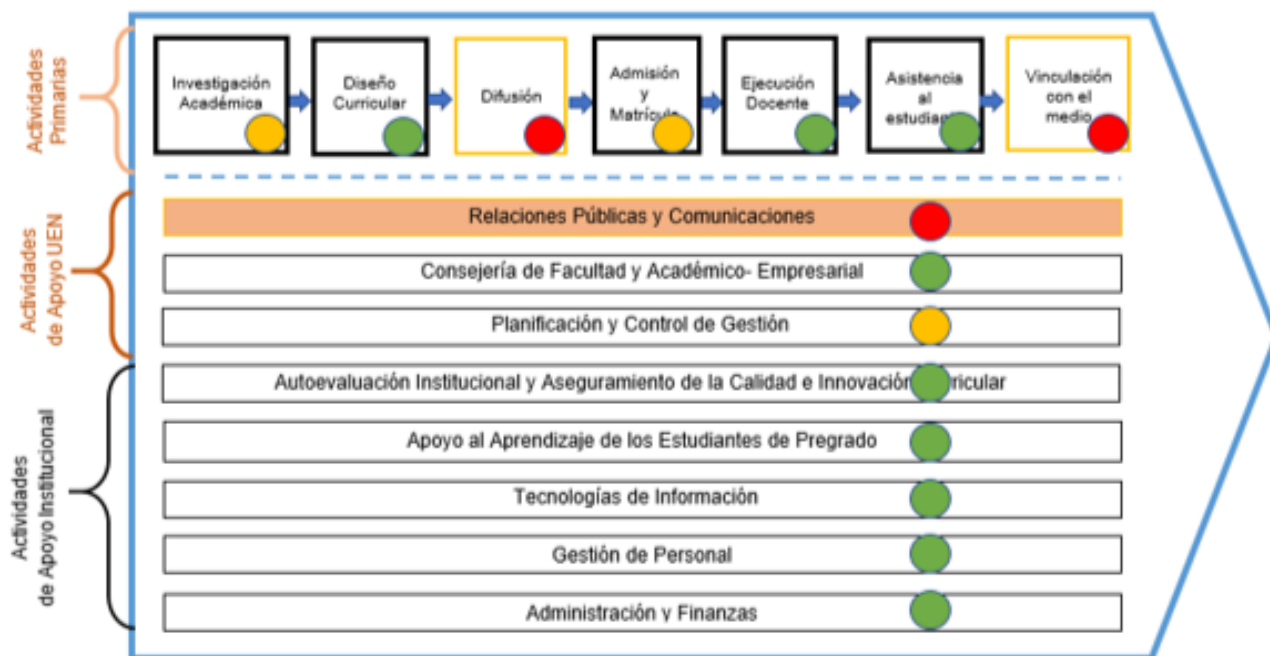 Actividades
Primarias
Investigación
Académica
Diseño
Curricular
Difusión
Admisión
y
Matrícula
Ejecución
Docente
Asistencia
al
Vinculación
con el
medio
Actividades
de Apoyo UEN
Relaciones Públicas y Comunicaciones
Consejería de Facultad y Académico- Empresarial
Planificación y Control de Gestión
Actividades
de Apoyo Institucional
Autoevaluación Institucional y Aseguramiento de la Calidad e Innovación
Apoyo al Aprendizaje de los Estudiantes de Pregrado
Tecnologías de Información
Gestión de Personal
Administración y Finanzas